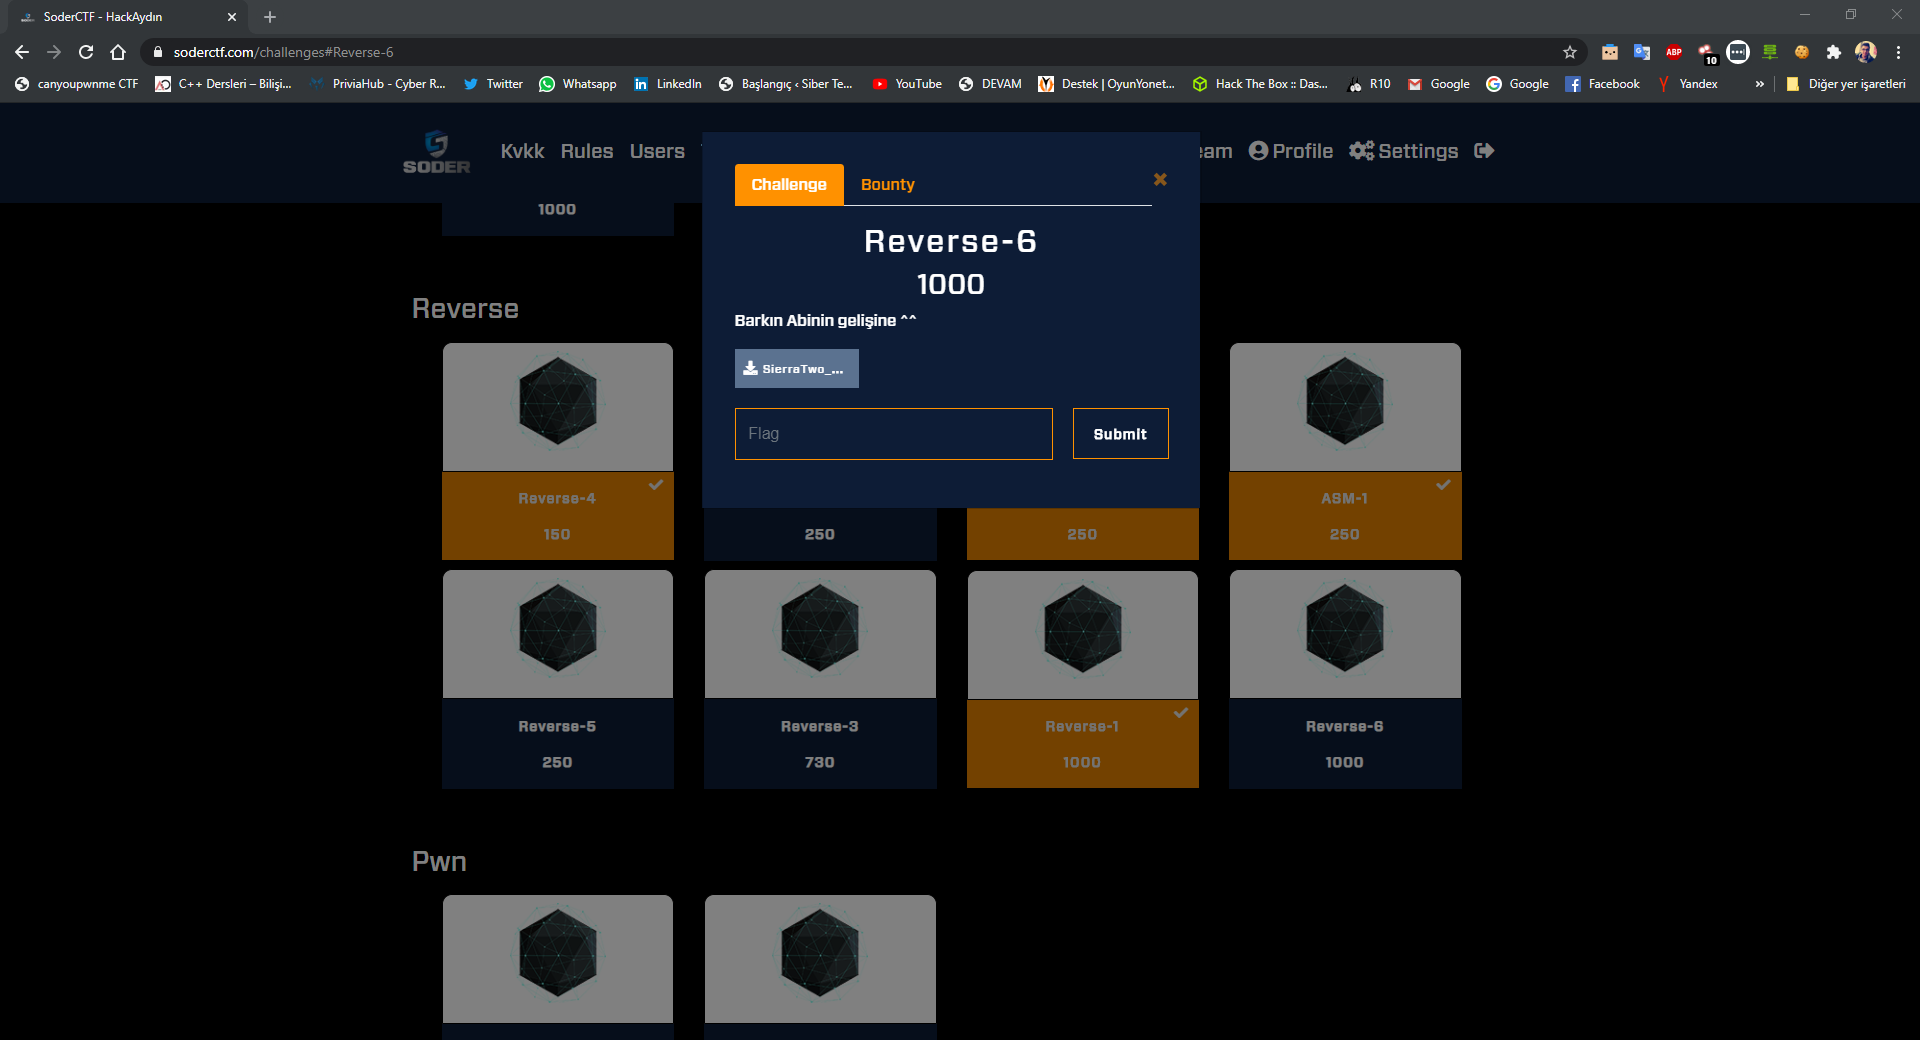 SoderCTF - HackAydın
soderctf.com/challenges#Reverse-6
ABP
10
canyoupwnme CTF
C++ Dersleri – Bilişi...
PriviaHub - Cyber R...
Twitter
Whatsapp
LinkedIn
Başlangıç ‹ Siber Te...
YouTube
DEVAM
Destek | OyunYonet...
Hack The Box :: Das...
R10
Google
Google
Facebook
Yandex
»
Diğer yer işaretleri
SODER
Kvkk
Rules
Users
Profile
Settings
1000
Challenge
Bounty
Reverse-6
1000
Barkın Abinin gelişine ^^
SierraTwo_...
Flag
Submit
Reverse
Reverse-4
150
250
250
ASM-1
250
Reverse-5
250
Reverse-3
730
Reverse-1
1000
Reverse-6
1000
Pwn